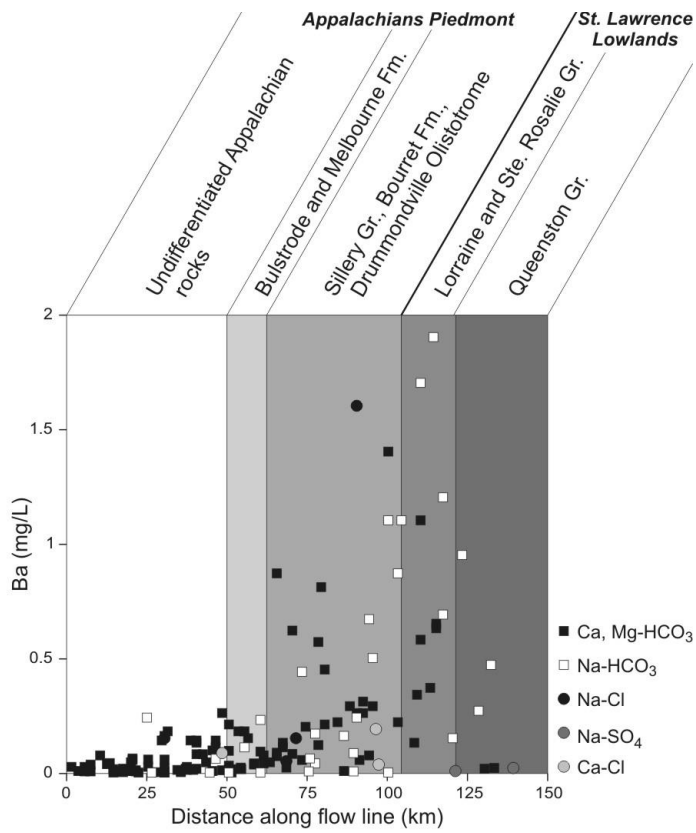 Appalachians Piedmont
St. Lawrence
Lowlands
Undifferentiated Appalachian
rocks
Bulstrode and Melbourne Fm.
Sillery Gr., Bourret Fm.,
Drummondville Olistotrome
Lorraine and Ste. Rosalie Gr.
Queenston Gr.
2
1.5
1
0.5
0
Ba (mg/L)
0
25
50
75
100
125
150
Distance along flow line (km)
Ca, Mg-HCO₃
Na-HCO₃
Na-Cl
Na-SO₄
Ca-Cl